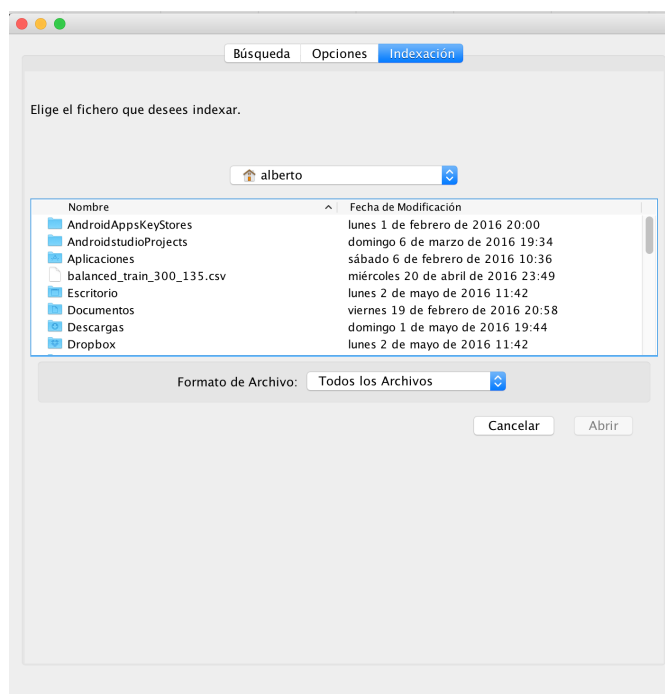 Búsqueda Opciones Indexación
Elige el fichero que desees indexar.
alberto
Nombre Fecha de Modificación
AndroidAppsKeyStores lunes 1 de febrero de 2016 20:00
AndroidstudioProjects domingo 6 de marzo de 2016 19:34
Aplicaciones sábado 6 de febrero de 2016 10:36
balanced_train_300_135.csv miércoles 20 de abril de 2016 23:49
Escritorio lunes 2 de mayo de 2016 11:42
Documentos viernes 19 de febrero de 2016 20:58
Descargas domingo 1 de mayo de 2016 19:44
Dropbox lunes 2 de mayo de 2016 11:42
Formato de Archivo: Todos los Archivos
Cancelar Abrir